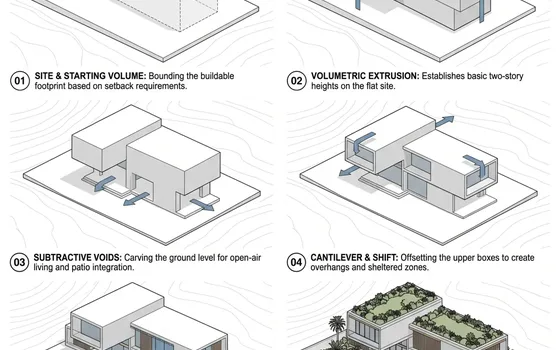 01 SITE & STARTING VOLUME: Bounding the buildable
footprint based on setback requirements.
02 VOLUMETRIC EXTRUSION: Establishes basic two-story
heights on the flat site.
03 SUBTRACTIVE VOIDS: Carving the ground level for open-air
living and patio integration.
04 CANTILEVER & SHIFT: Offsetting the upper boxes to create
overhangs and sheltered zones.